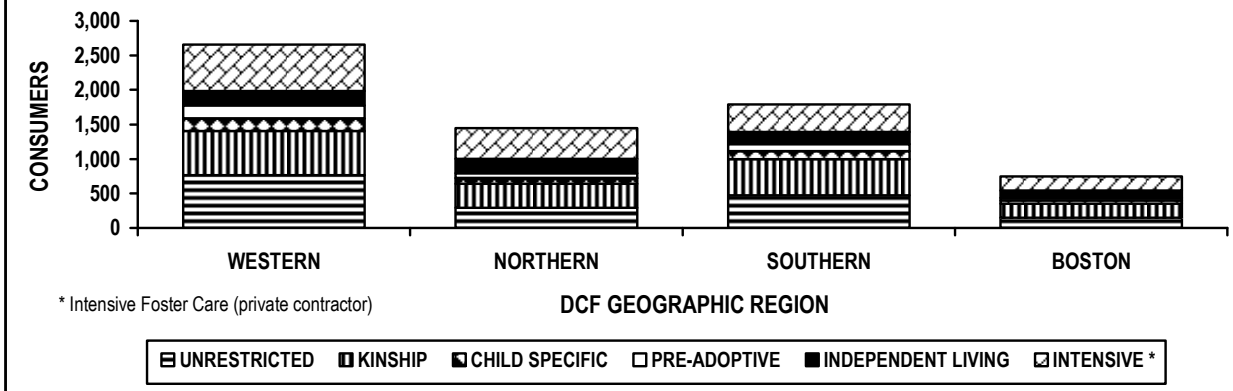 3,000
2,500
2,000
1,500
1,000
500
0
CONSUMERS
WESTERN NORTHERN SOUTHERN BOSTON
* Intensive Foster Care (private contractor) DCF GEOGRAPHIC REGION
UNRESTRICTED KINSHIP CHILD SPECIFIC PRE-ADOPTIVE INDEPENDENT LIVING INTENSIVE *